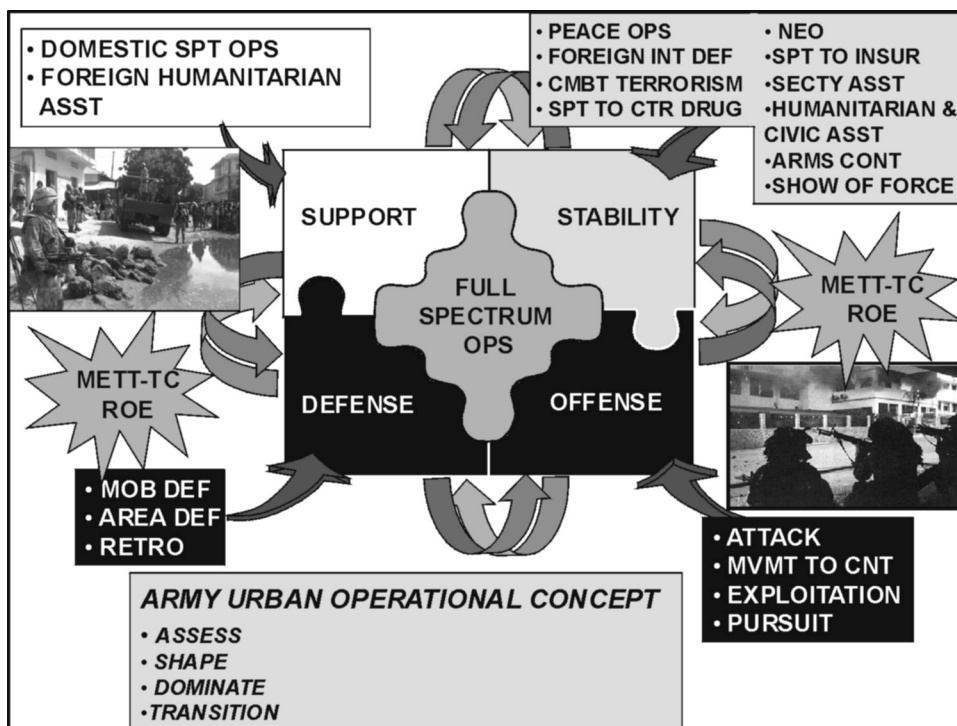 • DOMESTIC SPT OPS
• FOREIGN HUMANITARIAN
ASST
• PEACE OPS
• FOREIGN INT DEF
• CMBT TERRORISM
• SPT TO CTR DRUG
• NEO
•SPT TO INSUR
•SECTY ASST
•HUMANITARIAN &
CIVIC ASST
•ARMS CONT
•SHOW OF FORCE
SUPPORT
STABILITY
FULL
SPECTRUM
OPS
METT-TC
ROE
METT-TC
ROE
DEFENSE
OFFENSE
• MOB DEF
• AREA DEF
• RETRO
• ATTACK
• MVMT TO CNT
• EXPLOITATION
• PURSUIT
ARMY URBAN OPERATIONAL CONCEPT
• ASSESS
• SHAPE
• DOMINATE
•TRANSITION